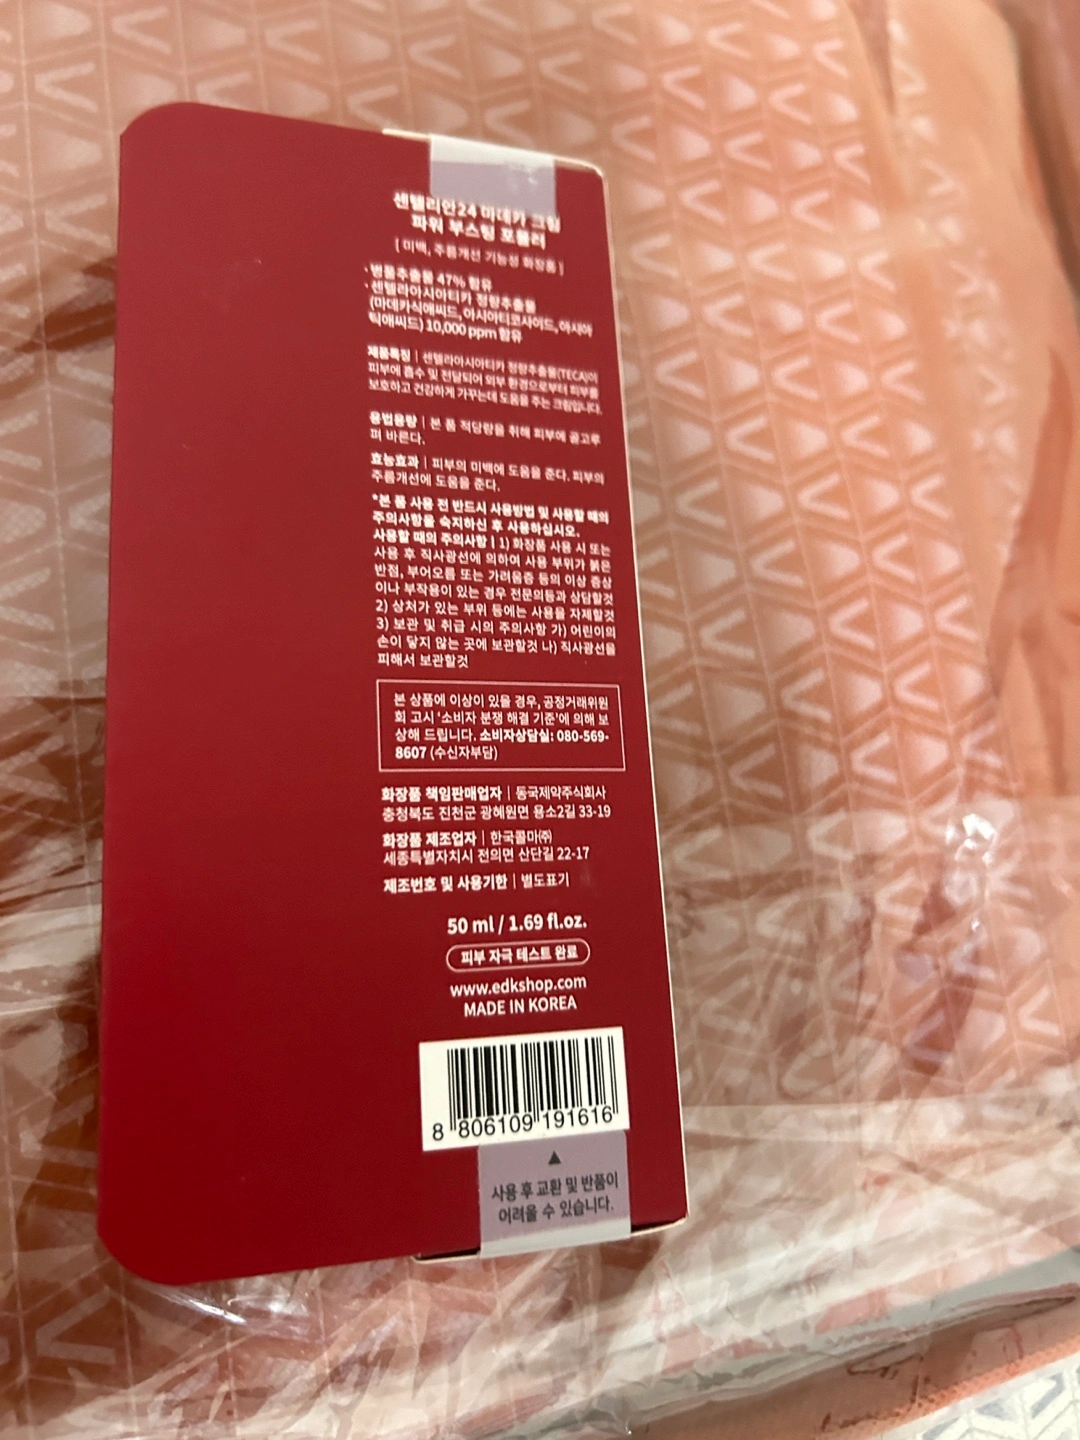 센텔리안24 마데카 크림
파워 부스팅 포뮬러
[ 미백, 주름개선 기능성 화장품 ]
· 병풀추출물 47% 함유
· 센텔라아시아티카 정량추출물
(마데카식애씨드, 아시아티코사이드, 아시아
틱애씨드) 10,000 ppm 함유
제품특징 | 센텔라아시아티카 정량추출물(TECA)이
피부에 흡수 및 전달되어 외부 환경으로부터 피부를
보호하고 건강하게 가꾸는데 도움을 주는 크림입니다.
용법용량 | 본 품 적당량을 취해 피부에 골고루
펴 바른다.
효능효과 | 피부의 미백에 도움을 준다. 피부의
주름개선에 도움을 준다.
*본 품 사용 전 반드시 사용방법 및 사용할 때의
주의사항을 숙지하신 후 사용하십시오.
사용할 때의 주의사항 | 1) 화장품 사용 시 또는
사용 후 직사광선에 의하여 사용 부위가 붉은
반점, 부어오름 또는 가려움증 등의 이상 증상
이나 부작용이 있는 경우 전문의등과 상담할것
2) 상처가 있는 부위 등에는 사용을 자제할것
3) 보관 및 취급 시의 주의사항 가) 어린이의
손이 닿지 않는 곳에 보관할것 나) 직사광선을
피해서 보관할것
본 상품에 이상이 있을 경우, 공정거래위원
회 고시 '소비자 분쟁 해결 기준'에 의해 보
상해 드립니다. 소비자상담실: 080-569-
8607 (수신자부담)
화장품 책임판매업자 | 동국제약주식회사
충청북도 진천군 광혜원면 용소2길 33-19
화장품 제조업자 | 한국콜마㈜
세종특별자치시 전의면 산단길 22-17
제조번호 및 사용기한 | 별도표기
50 ml / 1.69 fl.oz.
피부 자극 테스트 완료
www.edkshop.com
MADE IN KOREA
8 806109 191616
▲
사용 후 교환 및 반품이
어려울 수 있습니다.